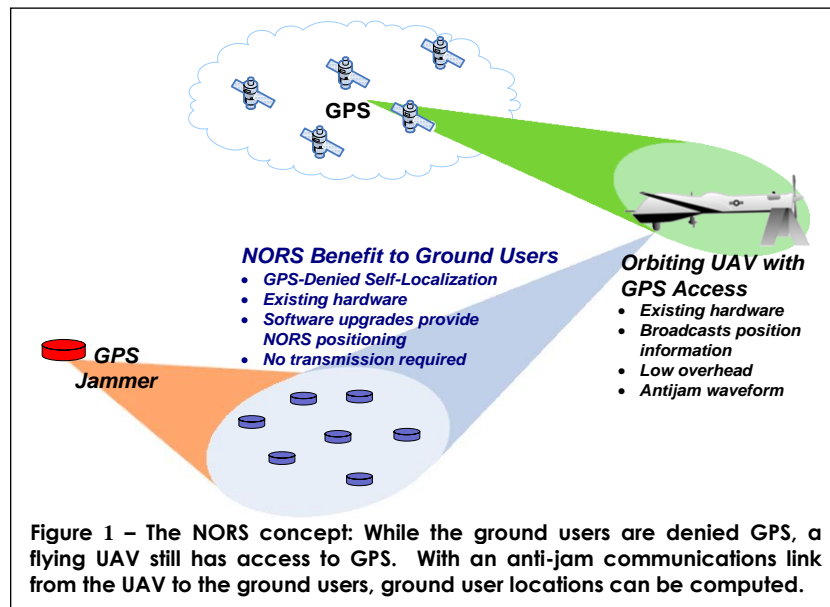 GPS
NORS Benefit to Ground Users
• GPS-Denied Self-Localization
• Existing hardware
• Software upgrades provide
NORS positioning
• No transmission required
Orbiting UAV with
GPS Access
• Existing hardware
• Broadcasts position
information
• Low overhead
• Antijam waveform
GPS
Jammer
Figure 1 – The NORS concept: While the ground users are denied GPS, a
flying UAV still has access to GPS. With an anti-jam communications link
from the UAV to the ground users, ground user locations can be computed.